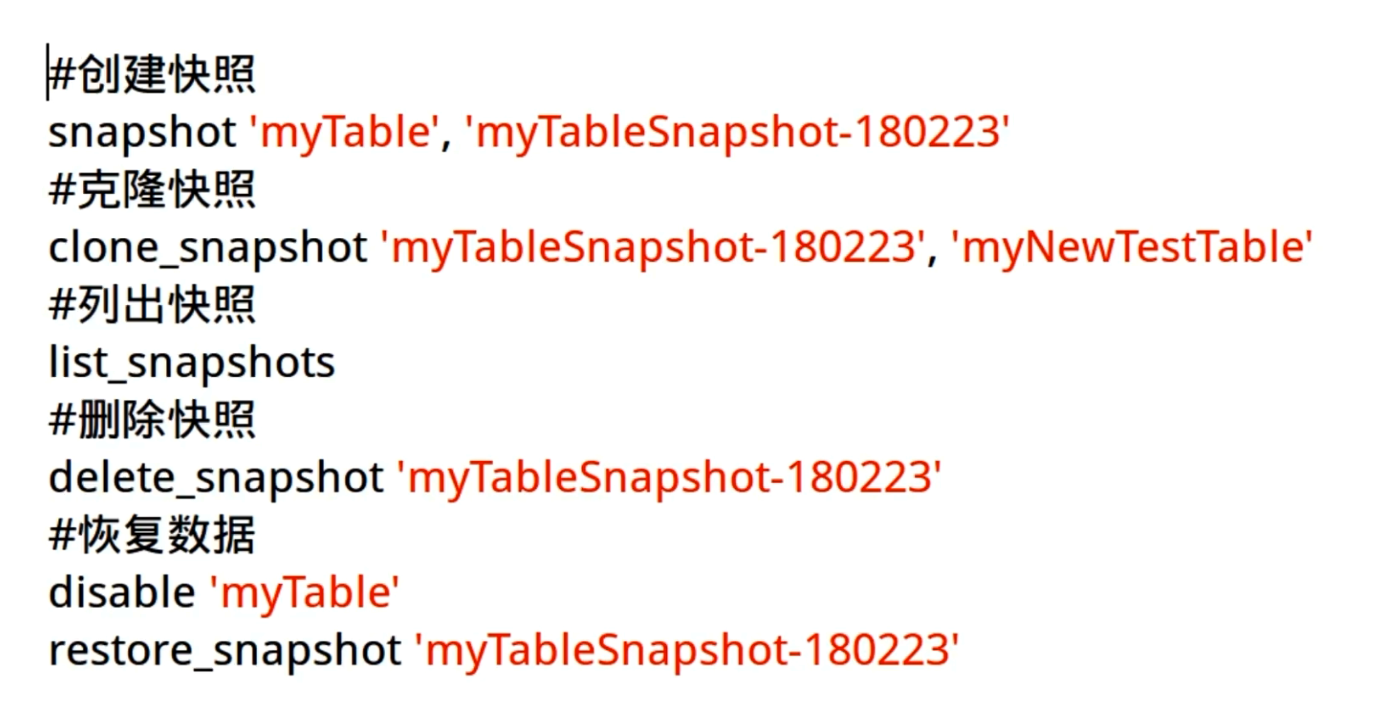 #创建快照
snapshot 'myTable', 'myTableSnapshot-180223'
#克隆快照
clone_snapshot 'myTableSnapshot-180223', 'myNewTestTable'
#列出快照
list_snapshots
#删除快照
delete_snapshot 'myTableSnapshot-180223'
#恢复数据
disable 'myTable'
restore_snapshot 'myTableSnapshot-180223'